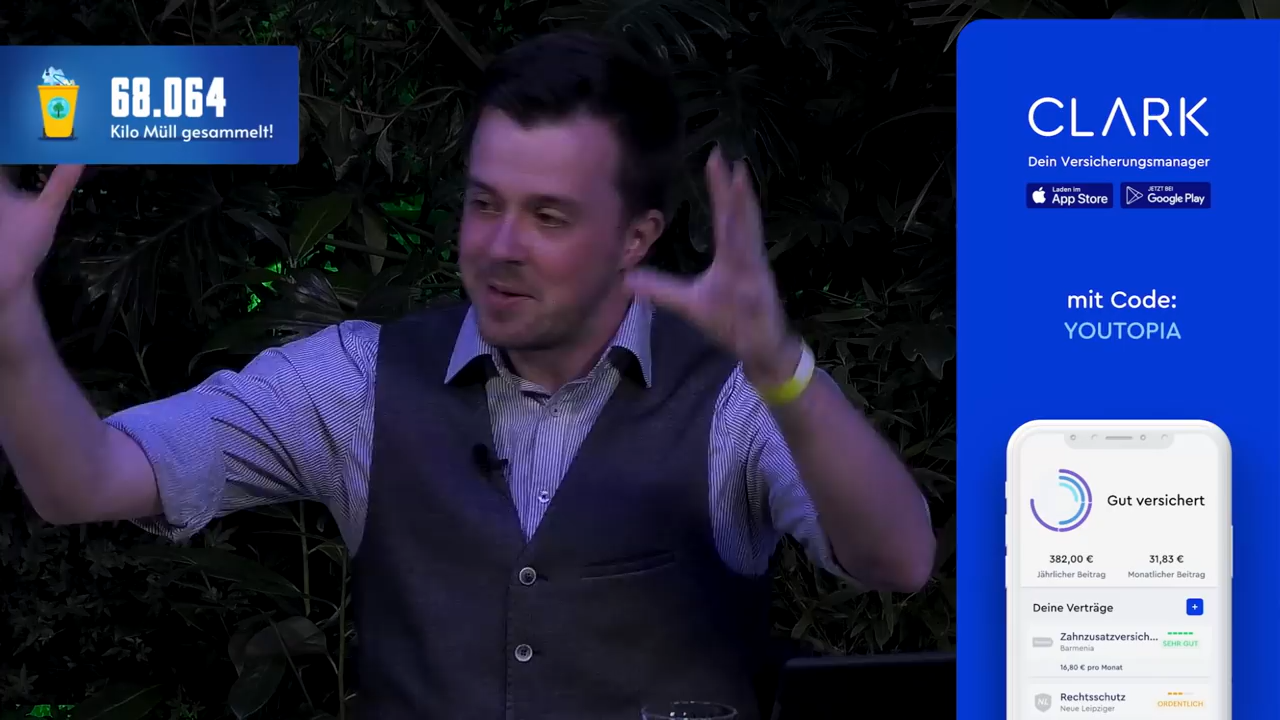 68.064
Kilo Müll gesammelt!
CLARK
Dein Versicherungsmanager
Laden im
App Store
JETZT BEI
Google Play
mit Code:
YOUTOPIA
Gut versichert
382,00 € 31,83 €
Jährlicher Beitrag Monatlicher Beitrag
Deine Verträge +
Zahnzusatzversich... SEHR GUT
Barmenia
16,80 € pro Monat
NL Rechtsschutz ORDENTLICH
Neue Leipziger